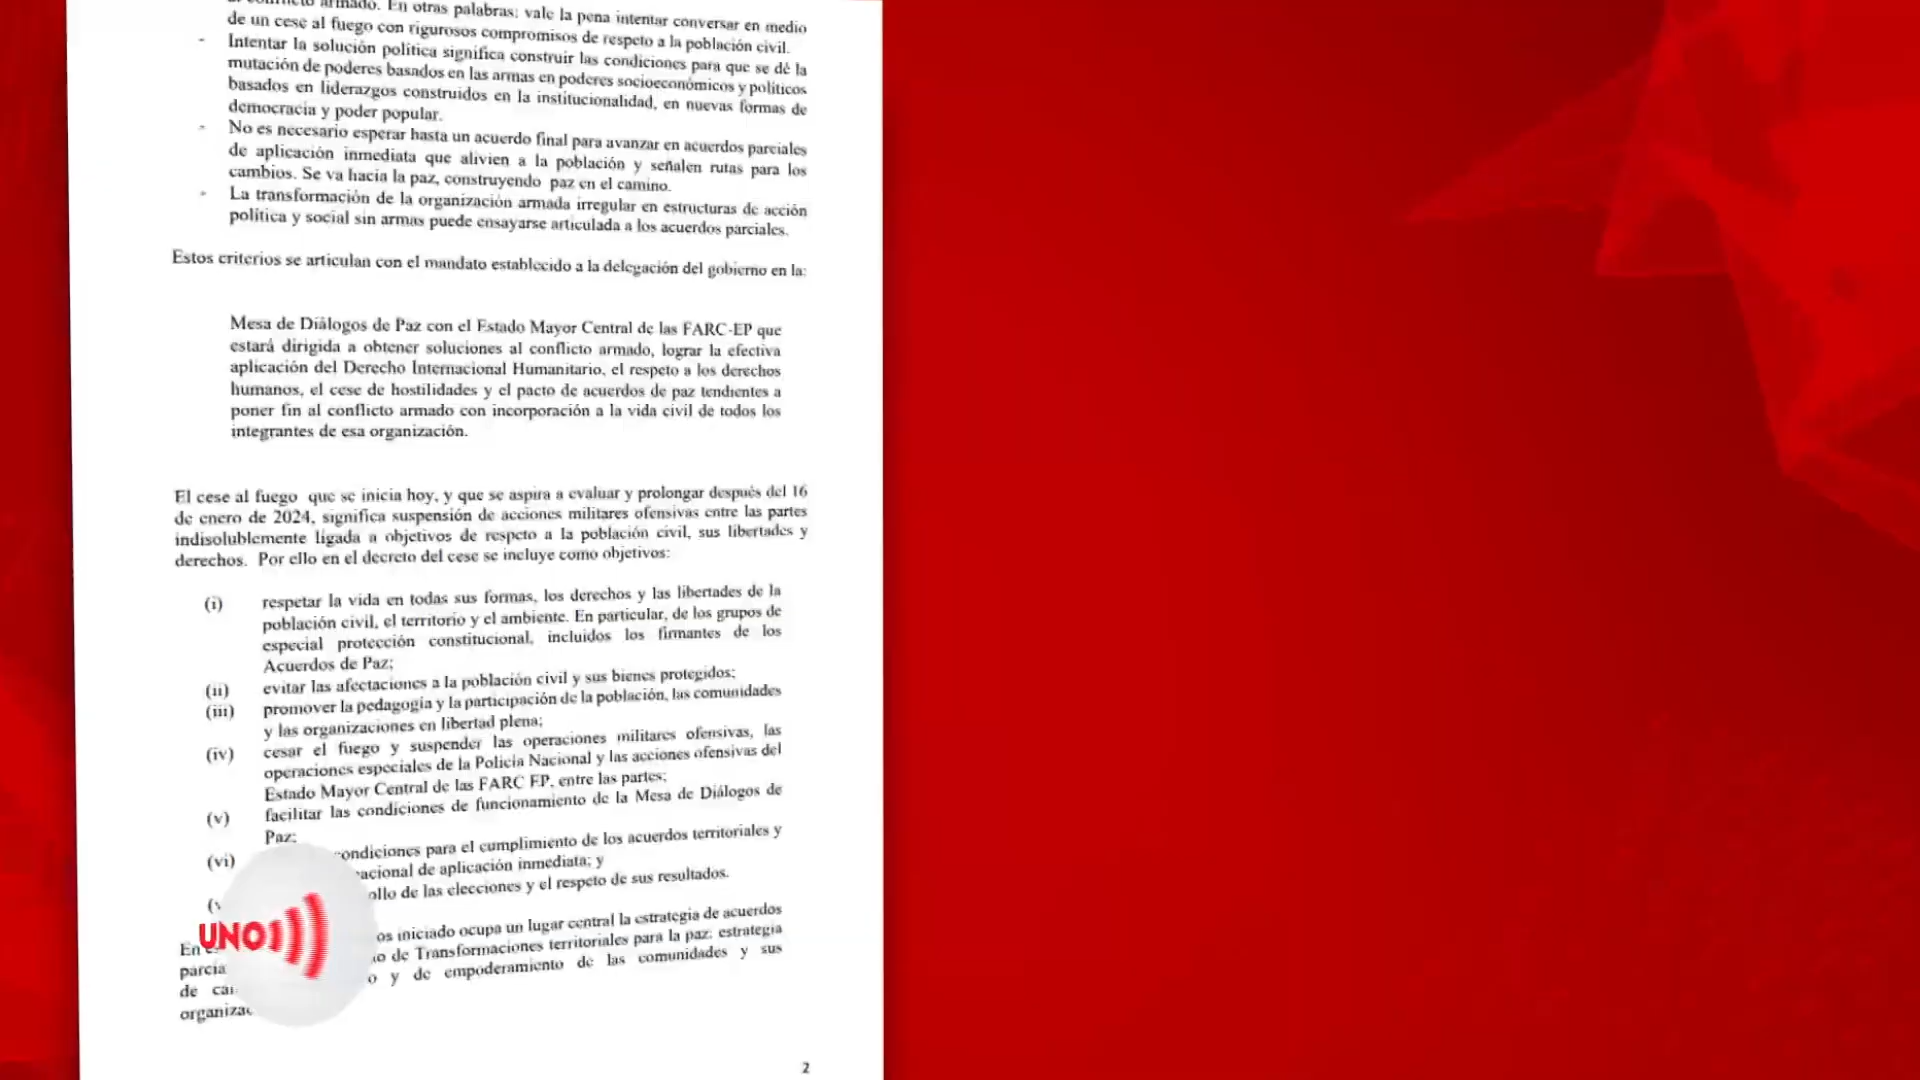 armado. En otras palabras: vale la pena intentar conversar en medio
de un cese al fuego con rigurosos compromisos de respeto a la población civil.
- Intentar la solución política significa construir las condiciones para que se dé la
mutación de poderes basados en las armas en poderes socioeconómicos y políticos
basados en liderazgos construidos en la institucionalidad, en nuevas formas de
democracia y poder popular.
- No es necesario esperar hasta un acuerdo final para avanzar en acuerdos parciales
de aplicación inmediata que alivien a la población y señalen rutas para los
cambios. Se va hacia la paz, construyendo paz en el camino.
- La transformación de la organización armada irregular en estructuras de acción
política y social sin armas puede ensayarse articulada a los acuerdos parciales.
Estos criterios se articulan con el mandato establecido a la delegación del gobierno en la:
Mesa de Diálogos de Paz con el Estado Mayor Central de las FARC-EP que
estará dirigida a obtener soluciones al conflicto armado, lograr la efectiva
aplicación del Derecho Internacional Humanitario, el respeto a los derechos
humanos, el cese de hostilidades y el pacto de acuerdos de paz tendientes a
poner fin al conflicto armado con incorporación a la vida civil de todos los
integrantes de esa organización.
El cese al fuego que se inicia hoy, y que se aspira a evaluar y prolongar después del 16
de enero de 2024, significa suspensión de acciones militares ofensivas entre las partes
indisolublemente ligada a objetivos de respeto a la población civil, sus libertades y
derechos. Por ello en el decreto del cese se incluye como objetivos:
(i) respetar la vida en todas sus formas, los derechos y las libertades de la
población civil, el territorio y el ambiente. En particular, de los grupos de
especial protección constitucional, incluidos los firmantes de los
Acuerdos de Paz;
(ii) evitar las afectaciones a la población civil y sus bienes protegidos;
(iii) promover la pedagogía y la participación de la población, las comunidades
y las organizaciones en libertad plena;
(iv) cesar el fuego y suspender las operaciones militares ofensivas, las
operaciones especiales de la Policía Nacional y las acciones ofensivas del
Estado Mayor Central de las FARC EP, entre las partes;
(v) facilitar las condiciones de funcionamiento de la Mesa de Diálogos de
Paz;
(vi) condiciones para el cumplimiento de los acuerdos territoriales y
acional de aplicación inmediata; y
ollo de las elecciones y el respeto de sus resultados.
En os iniciado ocupa un lugar central la estrategia de acuerdos
parcia de Transformaciones territoriales para la paz: estrategia
de ca o y de empoderamiento de las comunidades y sus
organizac
UNO
2